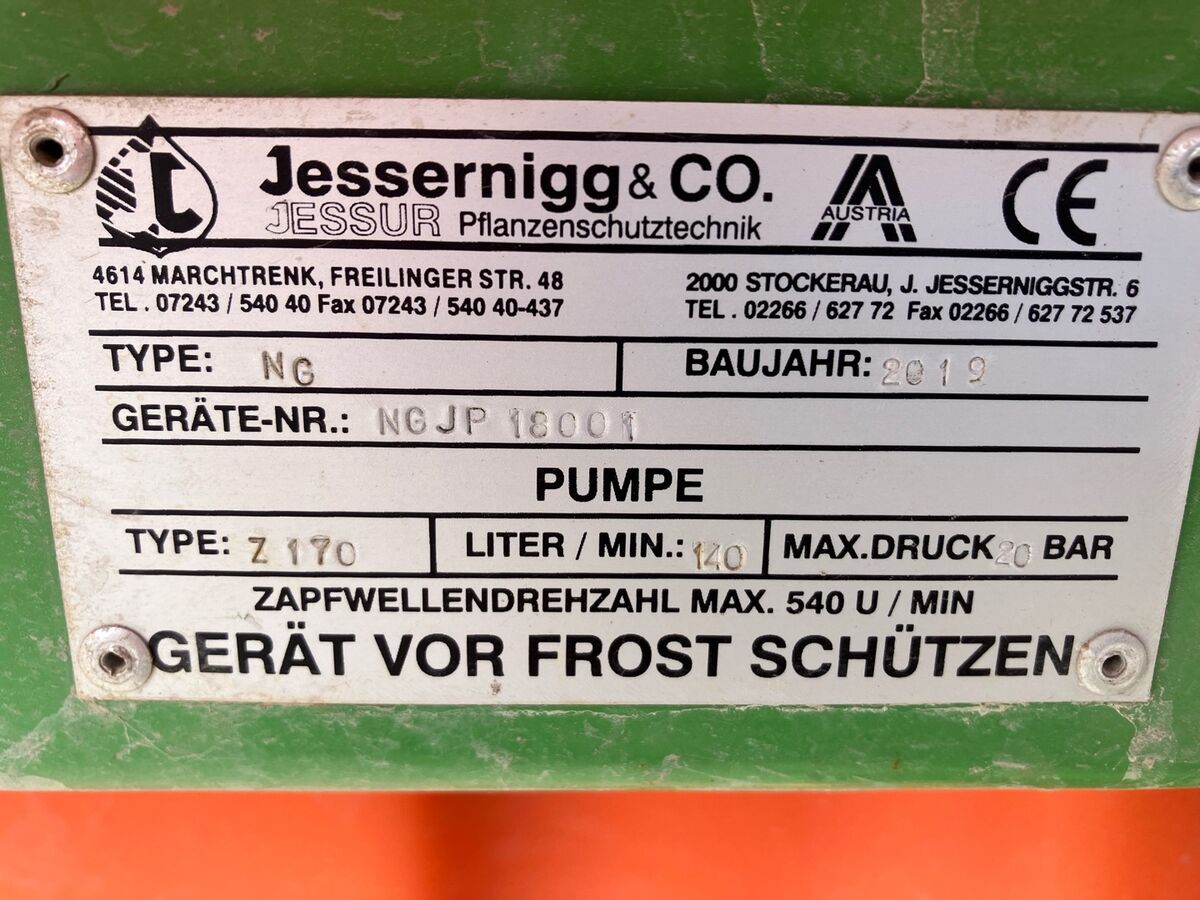 Jessernigg & CO.
JESSUR Pflanzenschutztechnik
AUSTRIA
CE
4614 MARCHTRENK, FREILINGER STR. 48
TEL. 07243 / 540 40 Fax 07243 / 540 40-437
2000 STOCKERAU, J. JESSERNIGGSTR. 6
TEL. 02266 / 627 72 Fax 02266 / 627 72 537
TYPE: NG
BAUJAHR: 2019
GERÄTE-NR.: NGJP 18001
PUMPE
TYPE: Z 170
LITER / MIN.: 140
MAX.DRUCK 20 BAR
ZAPFWELLENDREHZAHL MAX. 540 U / MIN
GERÄT VOR FROST SCHÜTZEN